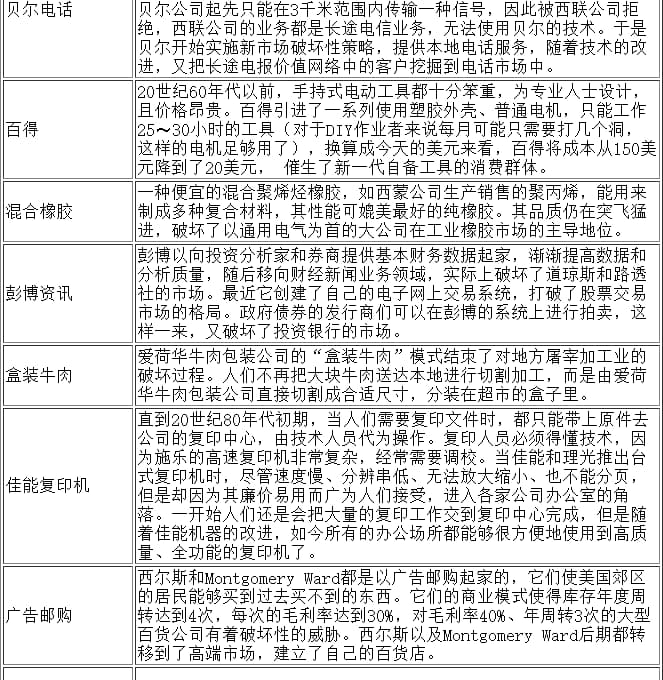 贝尔电话
贝尔公司起先只能在3千米范围内传输一种信号，因此被西联公司拒
绝，西联公司的业务都是长途电信业务，无法使用贝尔的技术。于是
贝尔开始实施新市场破坏性策略，提供本地电话服务，随着技术的改
进，又把长途电报价值网络中的客户挖掘到电话市场中。
百得
20世纪60年代以前，手持式电动工具都十分笨重，为专业人士设计，
且价格昂贵。百得引进了一系列使用塑胶外壳、普通电机，只能工作
25～30小时的工具（对于DIY作业者来说每月可能只需要打几个洞，
这样的电机足够用了），换算成今天的美元来看，百得将成本从150美
元降到了20美元， 催生了新一代自备工具的消费群体。
混合橡胶
一种便宜的混合聚烯烃橡胶，如西蒙公司生产销售的聚丙烯，能用来
制成多种复合材料，其性能可媲美最好的纯橡胶。其品质仍在突飞猛
进，破坏了以通用电气为首的大公司在工业橡胶市场的主导地位。
彭博资讯
彭博以向投资分析家和券商提供基本财务数据起家，渐渐提高数据和
分析质量，随后移向财经新闻业务领域，实际上破坏了道琼斯和路透
社的市场。最近它创建了自己的电子网上交易系统，打破了股票交易
市场的格局。政府债券的发行商们可以在彭博的系统上进行拍卖，这
样一来，又破坏了投资银行的市场。
盒装牛肉
爱荷华牛肉包装公司的“盒装牛肉”模式结束了对地方屠宰加工业的
破坏过程。人们不再把大块牛肉送达本地进行切割加工，而是由爱荷
华牛肉包装公司直接切割成合适尺寸，分装在超市的盒子里。
佳能复印机
直到20世纪80年代初期，当人们需要复印文件时，都只能带上原件去
公司的复印中心，由技术人员代为操作。复印人员必须得懂技术，因
为施乐的高速复印机非常复杂，经常需要调校。当佳能和理光推出台
式复印机时，尽管速度慢、分辨串低、无法放大缩小、也不能分页，
但是却因为其廉价易用而广为人们接受，进入各家公司办公室的角
落。一开始人们还是会把大量的复印工作交到复印中心完成，但是随
着佳能机器的改进，如今所有的办公场所都能够很方便地使用到高质
量、全功能的复印机了。
广告邮购
西尔斯和Montgomery Ward都是以广告邮购起家的，它们使美国郊区
的居民能够买到过去买不到的东西。它们的商业模式使得库存年度周
转达到4次，每次的毛利率达到30%，对毛利率40%、年周转3次的大型
百货公司有着破坏性的威胁。西尔斯以及Montgomery Ward后期都转
移到了高端市场，建立了自己的百货店。